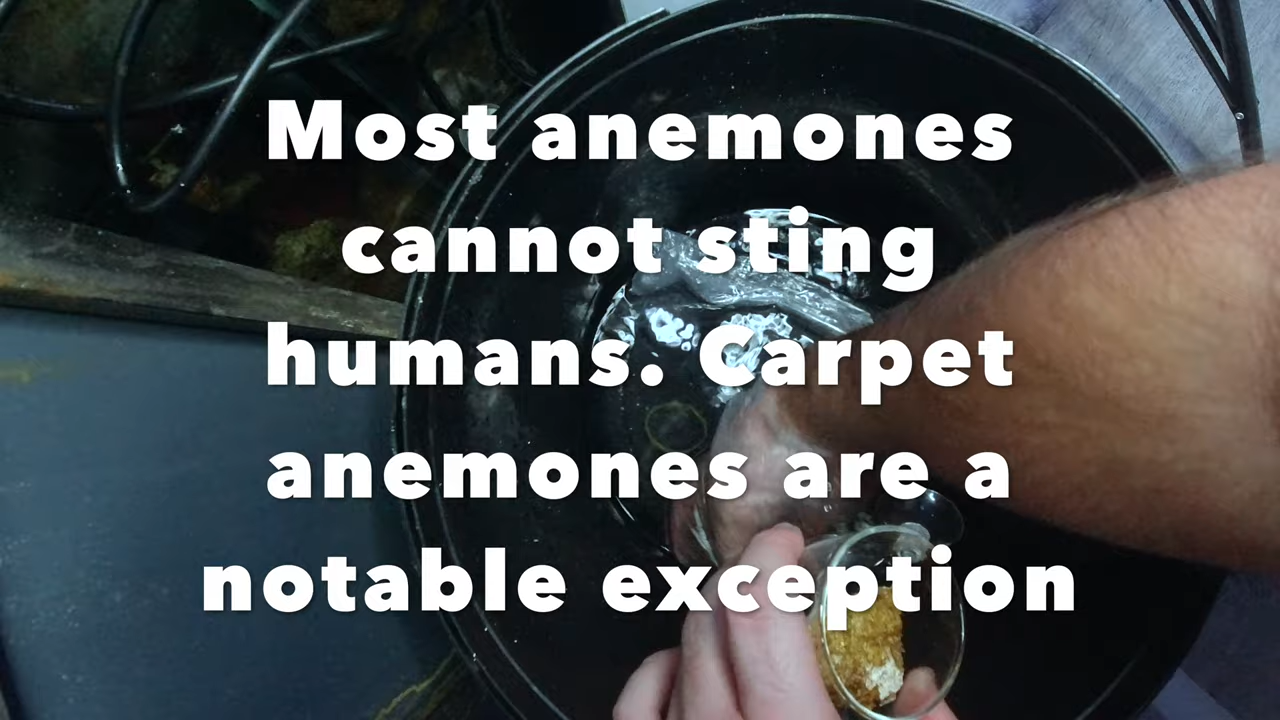 Most anemones
cannot sting
humans. Carpet
anemones are a
notable exception